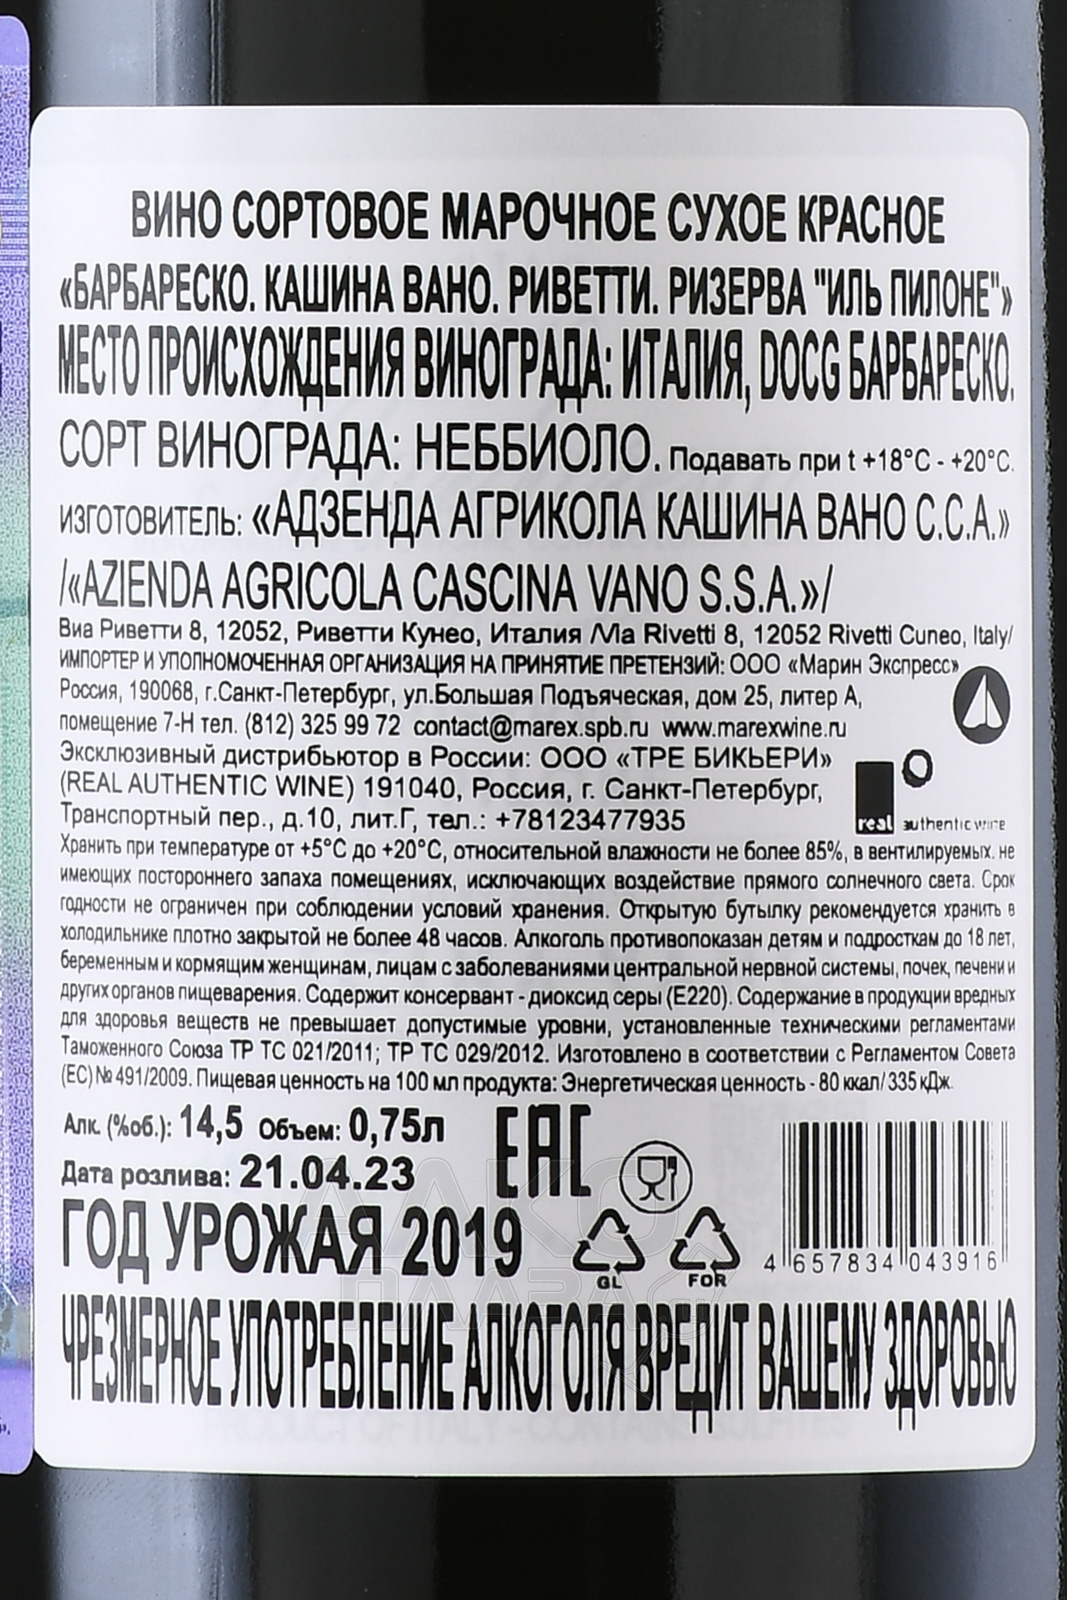 ВИНО СОРТОВОЕ МАРОЧНОЕ СУХОЕ КРАСНОЕ
«БАРБАРЕСКО. КАШИНА ВАНО. РИВЕТТИ. РИЗЕРВА "ИЛЬ ПИЛОНЕ"»
МЕСТО ПРОИСХОЖДЕНИЯ ВИНОГРАДА: ИТАЛИЯ, DOCG БАРБАРЕСКО.
СОРТ ВИНОГРАДА: НЕББИОЛО. Подавать при t +18°C - +20°C.
ИЗГОТОВИТЕЛЬ: «АДЗЕНДА АГРИКОЛА КАШИНА ВАНО С.С.А.»
/«AZIENDA AGRICOLA CASCINA VANO S.S.A.»/
Виа Риветти 8, 12052, Риветти Кунео, Италия /Via Rivetti 8, 12052 Rivetti Cuneo, Italy/
ИМПОРТЕР И УПОЛНОМОЧЕННАЯ ОРГАНИЗАЦИЯ НА ПРИНЯТИЕ ПРЕТЕНЗИЙ: ООО «Марин Экспресс»
Россия, 190068, г.Санкт-Петербург, ул.Большая Подъяческая, дом 25, литер А,
помещение 7-Н тел. (812) 325 99 72 contact@marex.spb.ru www.marexwine.ru
Эксклюзивный дистрибьютор в России: ООО «ТРЕ БИКЬЕРИ»
(REAL AUTHENTIC WINE) 191040, Россия, г. Санкт-Петербург,
Транспортный пер., д.10, лит.Г, тел.: +78123477935
real authentic wine
Хранить при температуре от +5°C до +20°C, относительной влажности не более 85%, в вентилируемых. не
имеющих постороннего запаха помещениях, исключающих воздействие прямого солнечного света. Срок
годности не ограничен при соблюдении условий хранения. Открытую бутылку рекомендуется хранить в
холодильнике плотно закрытой не более 48 часов. Алкоголь противопоказан детям и подросткам до 18 лет,
беременным и кормящим женщинам, лицам с заболеваниями центральной нервной системы, почек, печени и
других органов пищеварения. Содержит консервант - диоксид серы (Е220). Содержание в продукции вредных
для здоровья веществ не превышает допустимые уровни, установленные техническими регламентами
Таможенного Союза ТР ТС 021/2011; ТР ТС 029/2012. Изготовлено в соответствии с Регламентом Совета
(ЕС) № 491/2009. Пищевая ценность на 100 мл продукта: Энергетическая ценность - 80 ккал/ 335 кДж.
Алк. (%об.): 14,5 Объем: 0,75л
EAC
Дата розлива: 21.04.23
ГОД УРОЖАЯ 2019
GL FOR
4 657834 043916
ЧРЕЗМЕРНОЕ УПОТРЕБЛЕНИЕ АЛКОГОЛЯ ВРЕДИТ ВАШЕМУ ЗДОРОВЬЮ
PRODUCT OF ITALY - CONTAINS SULFITES